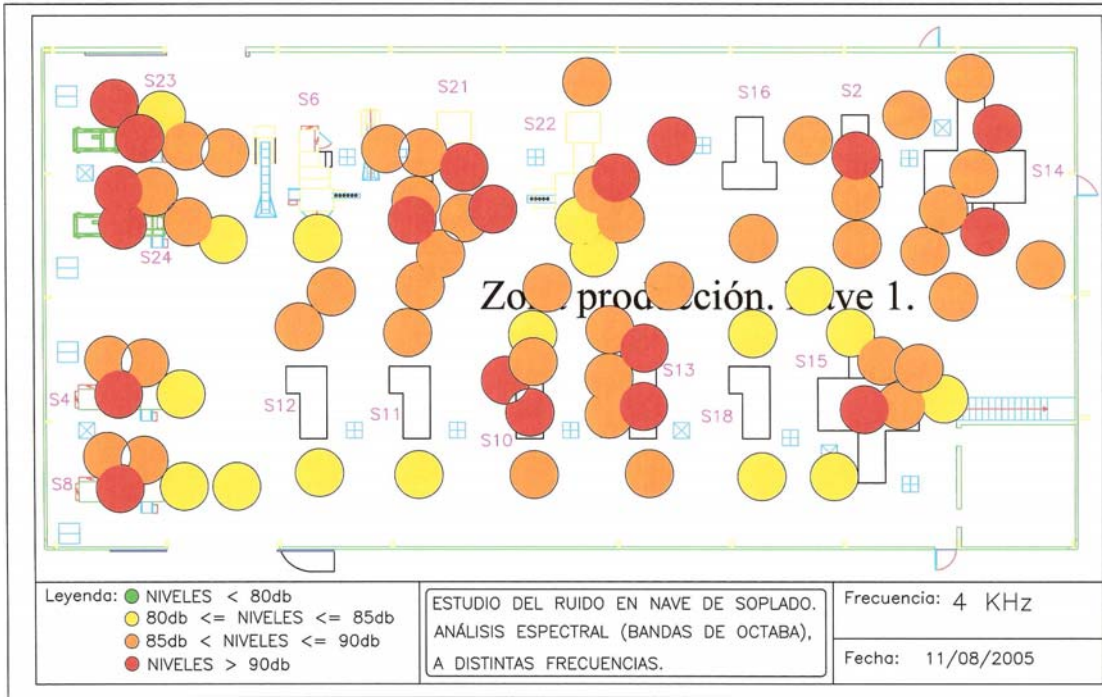 S23
S6
S21
S22
S16
S2
S14
S24
Zona producción. Nave 1.
S4
S12
S11
S10
S13
S18
S15
S8
Leyenda: NIVELES < 80db
80db <= NIVELES <= 85db
85db < NIVELES <= 90db
NIVELES > 90db
ESTUDIO DEL RUIDO EN NAVE DE SOPLADO.
ANÁLISIS ESPECTRAL (BANDAS DE OCTABA),
A DISTINTAS FRECUENCIAS.
Frecuencia: 4 KHz
Fecha: 11/08/2005